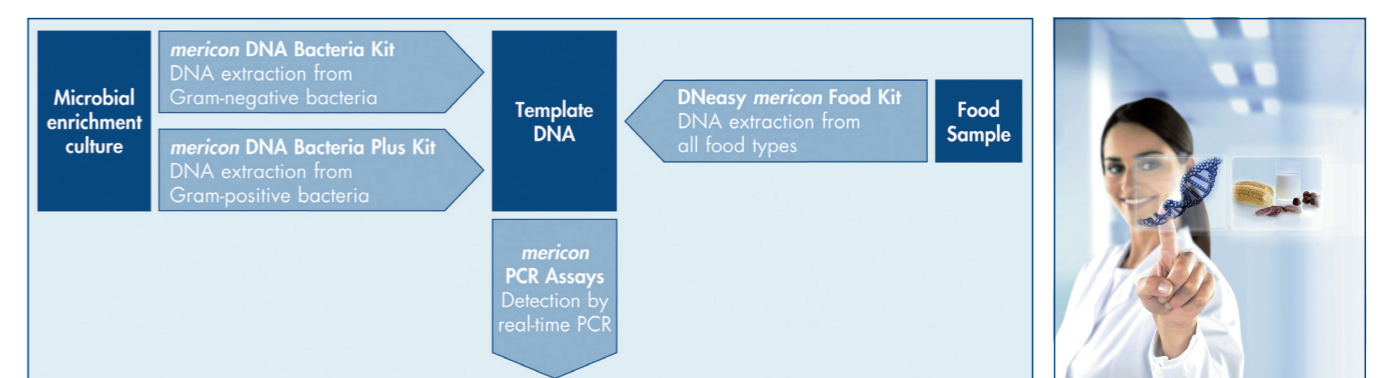 Microbial
enrichment
culture
mericon DNA Bacteria Kit
DNA extraction from
Gram-negative bacteria
mericon DNA Bacteria Plus Kit
DNA extraction from
Gram-positive bacteria
Template
DNA
DNeasy mericon Food Kit
DNA extraction from
all food types
Food
Sample
mericon
PCR Assays
Detection by
real-time PCR